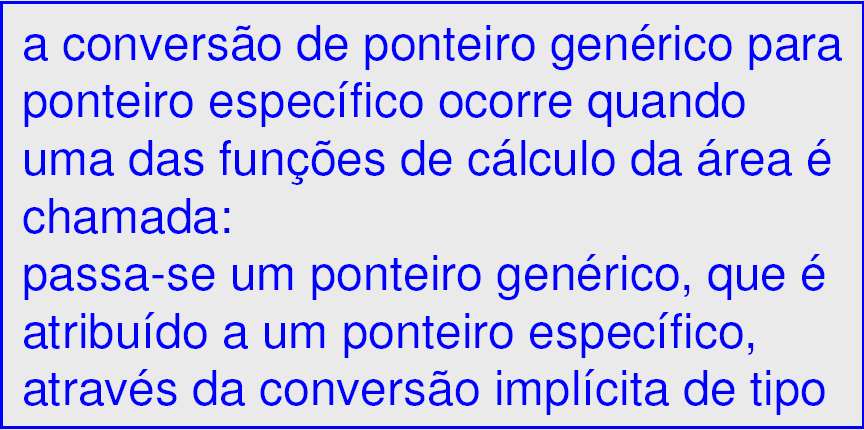 a conversão de ponteiro genérico para
ponteiro específico ocorre quando
uma das funções de cálculo da área é
chamada:
passa-se um ponteiro genérico, que é
atribuído a um ponteiro específico,
através da conversão implícita de tipo